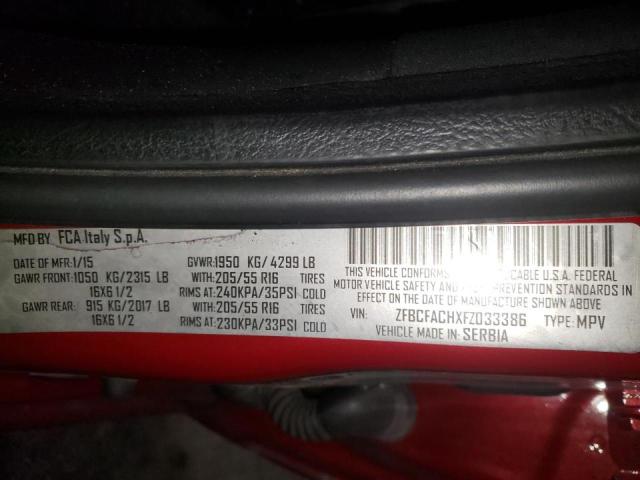 MFD BY FCA Italy S.p.A.
DATE OF MFR:1/15 GVWR:1950 KG/4299 LB
GAWR FRONT:1050 KG/2315 LB WITH:205/55 R16 TIRES
16X6 1/2 RIMS AT:240KPA/35PSI COLD
GAWR REAR: 915 KG/2017 LB WITH:205/55 R16 TIRES
16X6 1/2 RIMS AT:230KPA/33PSI COLD
THIS VEHICLE CONFORMS CABLE U.S.A. FEDERAL
MOTOR VEHICLE SAFETY AND PREVENTION STANDARDS IN
EFFECT ON THE DATE OF MANUFACTURE SHOWN ABOVE.
VIN: ZFBCFACHXFZ033386 TYPE: MPV
VEHICLE MADE IN: SERBIA